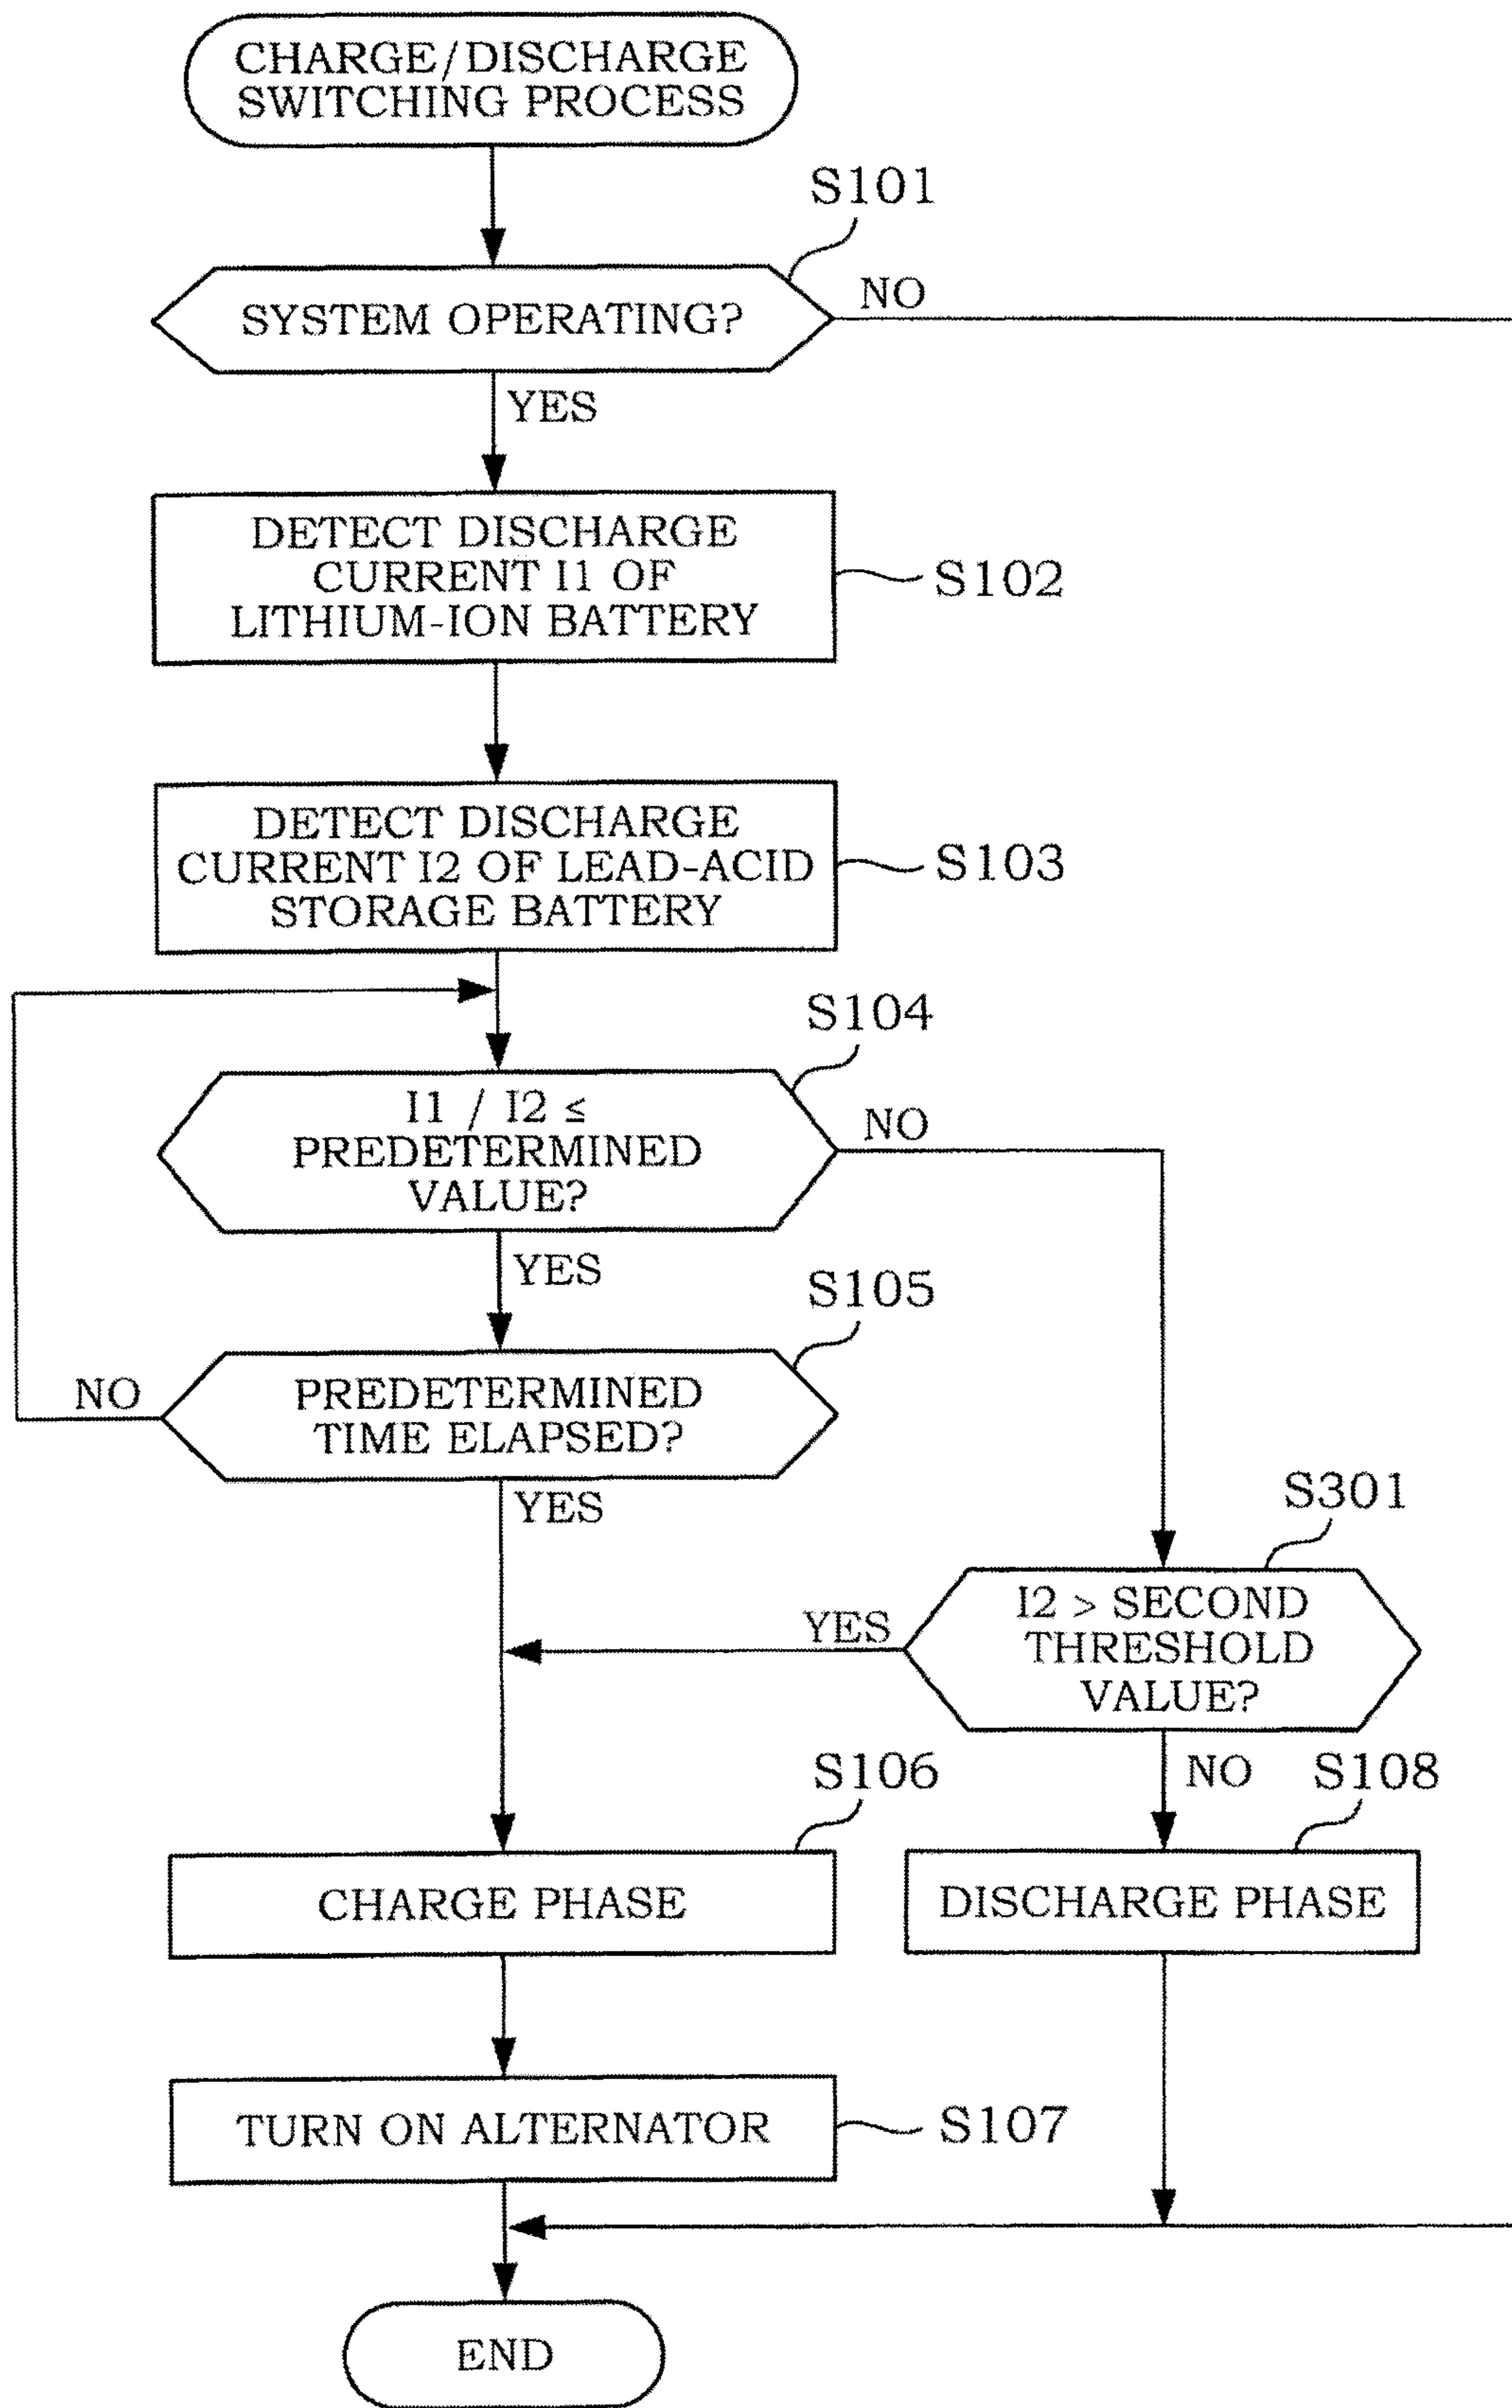 CHARGE/DISCHARGE
SWITCHING PROCESS
S101
SYSTEM OPERATING?
NO
YES
DETECT DISCHARGE
CURRENT I1 OF
LITHIUM-ION BATTERY
S102
DETECT DISCHARGE
CURRENT I2 OF LEAD-ACID
STORAGE BATTERY
S103
S104
I1 / I2 ≤
PREDETERMINED
VALUE?
NO
YES
S105
PREDETERMINED
TIME ELAPSED?
NO
YES
S301
I2 > SECOND
THRESHOLD
VALUE?
YES
NO
S106
S108
CHARGE PHASE
DISCHARGE PHASE
TURN ON ALTERNATOR
S107
END